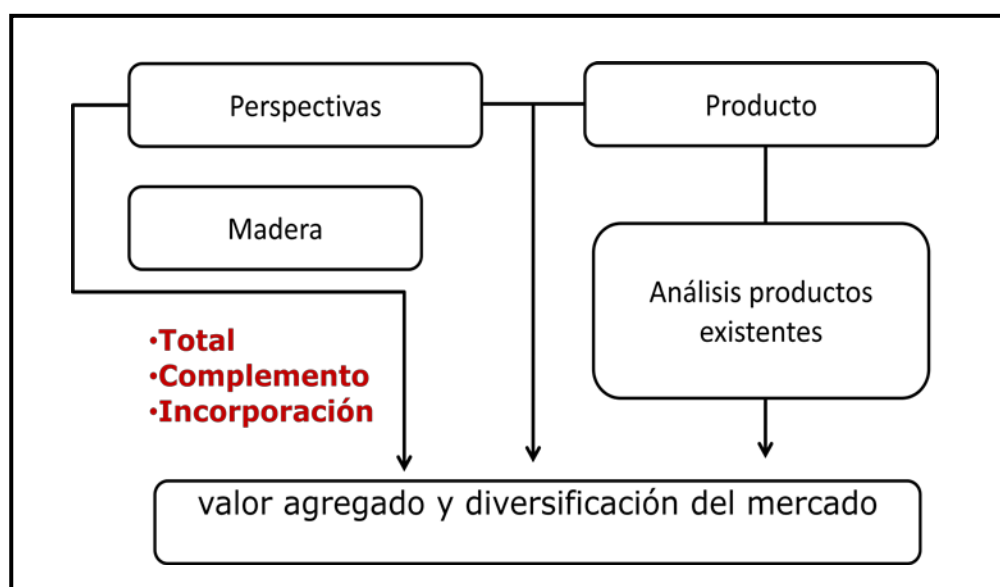 Perspectivas
Producto
Madera
Análisis productos
existentes
•Total
•Complemento
•Incorporación
valor agregado y diversificación del mercado